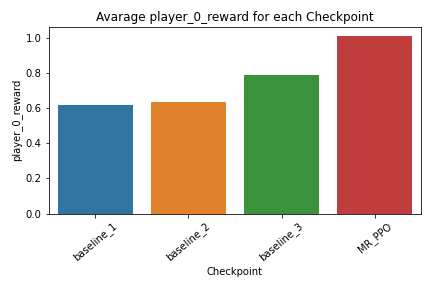 Avarage player_0_reward for each Checkpoint
player_0_reward
1.0
0.8
0.6
0.4
0.2
0.0
baseline_1
baseline_2
baseline_3
MR_PPO
Checkpoint